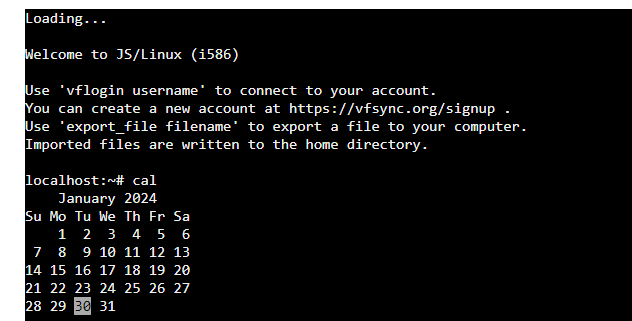 Loading...
Welcome to JS/Linux (i586)
Use 'vflogin username' to connect to your account.
You can create a new account at https://vfsync.org/signup .
Use 'export_file filename' to export a file to your computer.
Imported files are written to the home directory.
localhost:~# cal
    January 2024
Su Mo Tu We Th Fr Sa
    1  2  3  4  5  6
 7  8  9 10 11 12 13
14 15 16 17 18 19 20
21 22 23 24 25 26 27
28 29 30 31